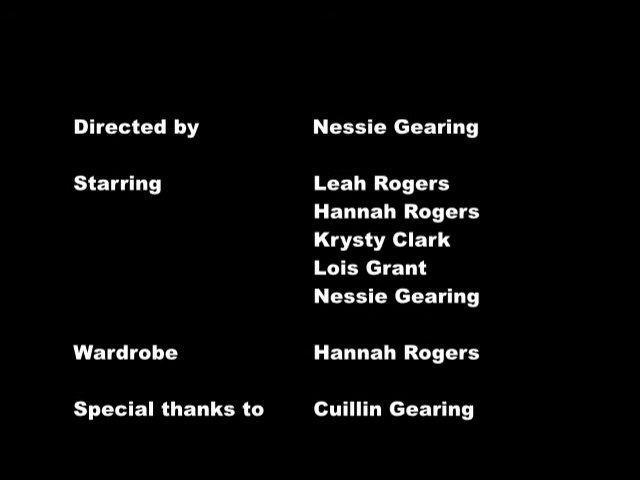 Directed by Nessie Gearing
Starring Leah Rogers
Hannah Rogers
Krysty Clark
Lois Grant
Nessie Gearing
Wardrobe Hannah Rogers
Special thanks to Cuillin Gearing